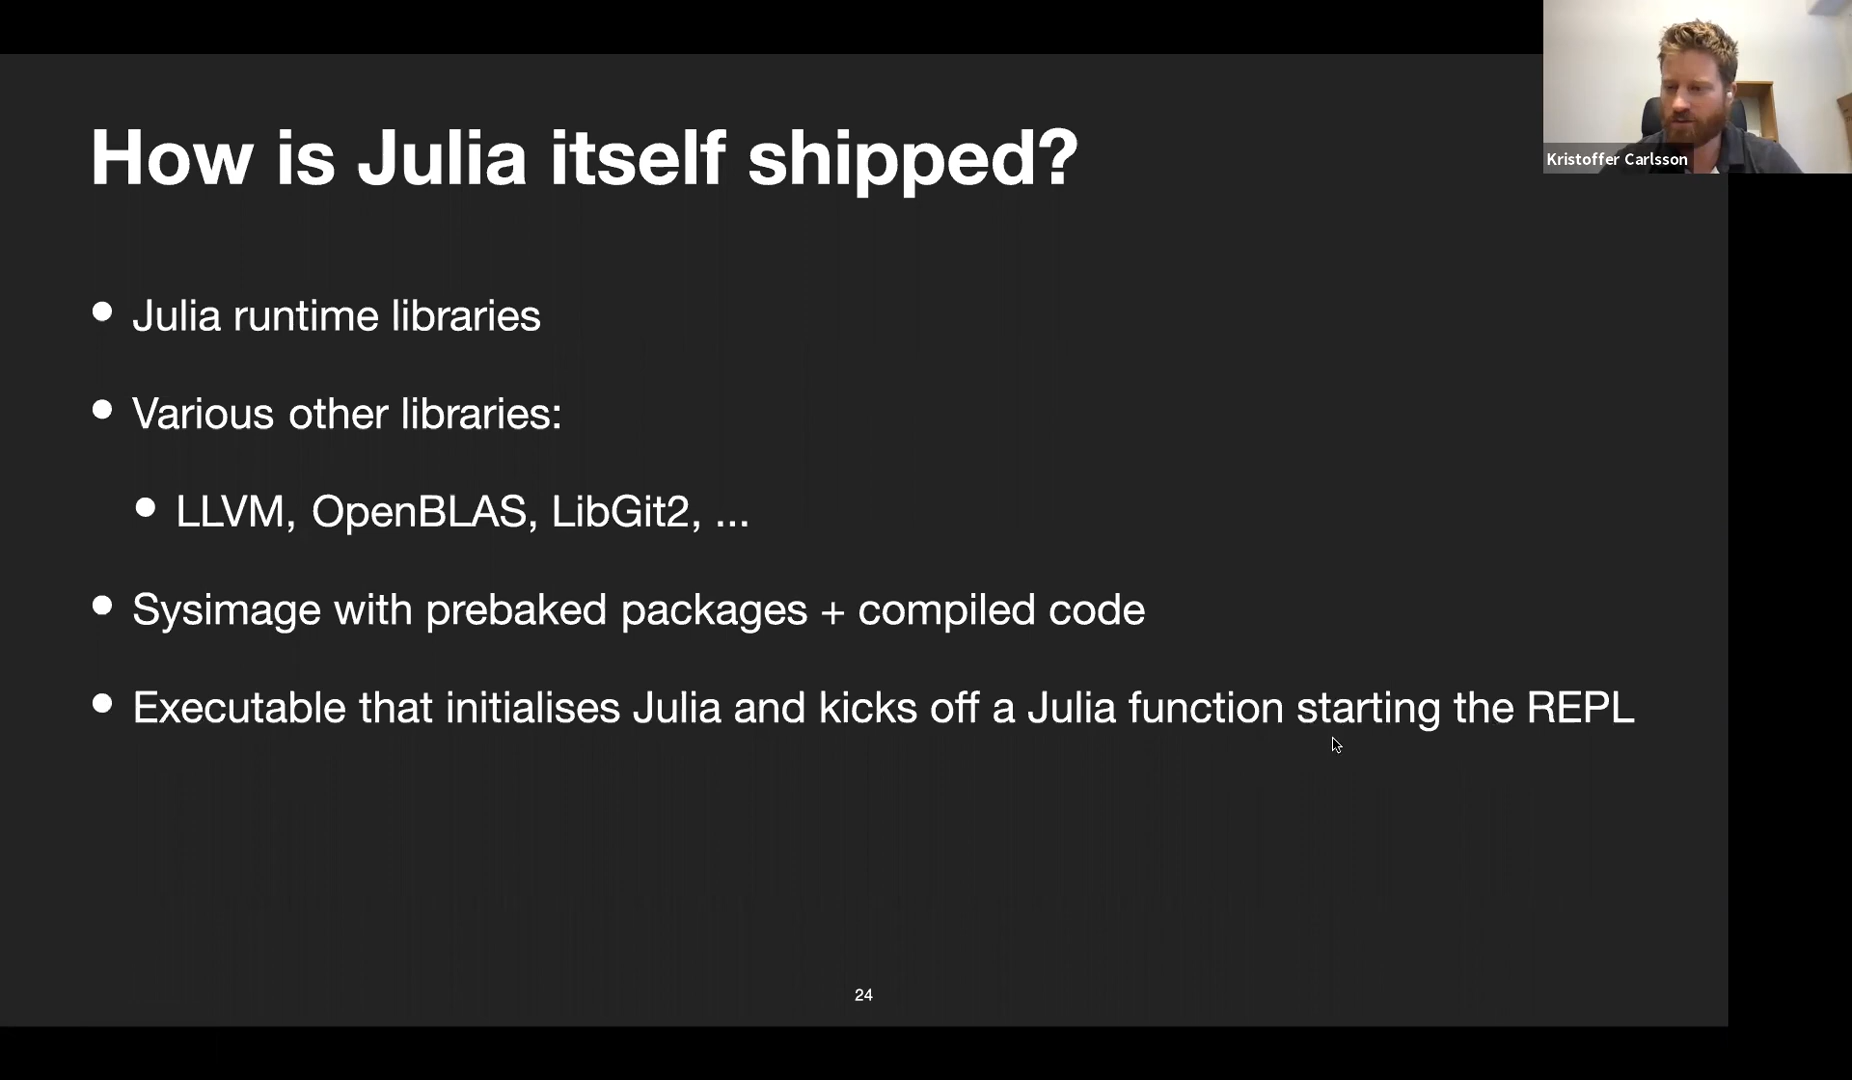 How is Julia itself shipped?
Kristoffer Carlsson
• Julia runtime libraries
• Various other libraries:
• LLVM, OpenBLAS, LibGit2, ...
• Sysimage with prebaked packages + compiled code
• Executable that initialises Julia and kicks off a Julia function starting the REPL
24